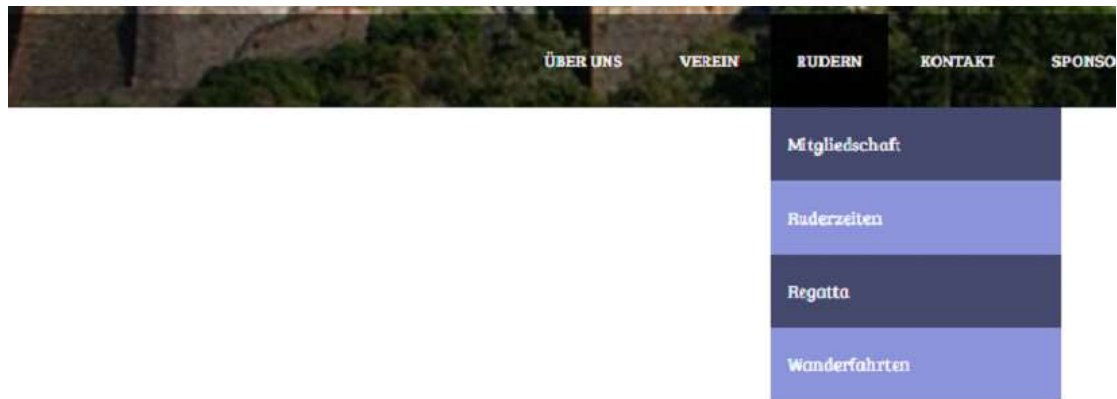 ÜBER UNS VEREIN RUDERN KONTAKT SPONSO
Mitgliedschaft
Ruderzeiten
Regatta
Wanderfahrten